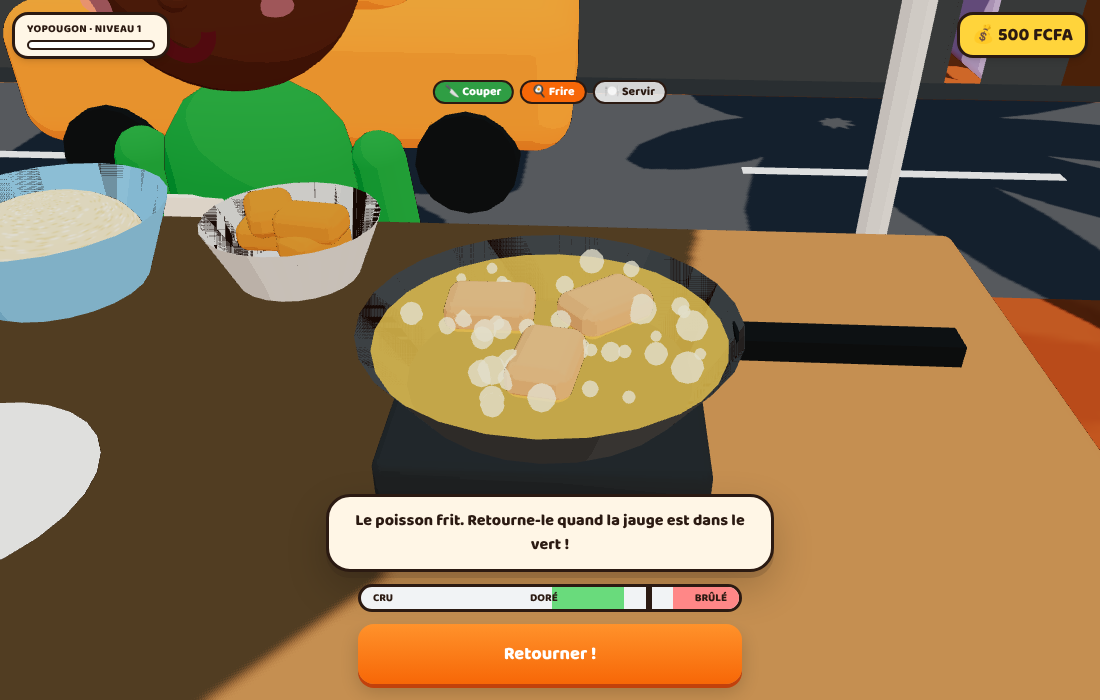 YOPOUGON · NIVEAU 1
💰 500 FCFA
🔪 Couper
🍳 Frire
🍽️ Servir
Le poisson frit. Retourne-le quand la jauge est dans le
vert !
CRU
DORÉ
BRÛLÉ
Retourner !